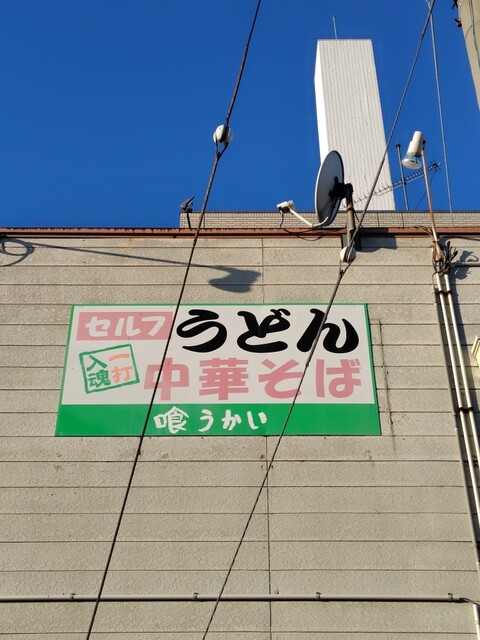 セルフ うどん
一打
入魂
中華そば
喰うかい